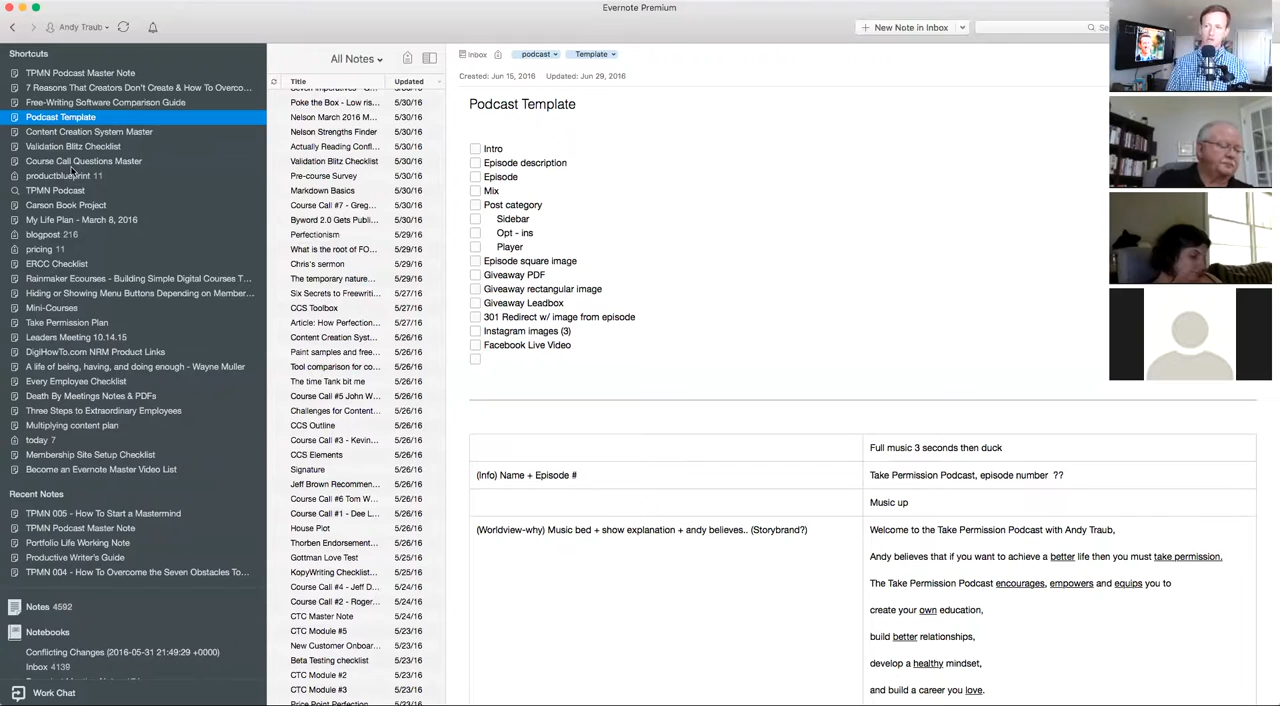 Evernote Premium
Andy Traub
New Note in Inbox
Shortcuts
TPMN Podcast Master Note
7 Reasons That Creators Don't Create & How To Overco...
Free-Writing Software Comparison Guide
Podcast Template
Content Creation System Master
Validation Blitz Checklist
Course Call Questions Master
productblueprint 11
TPMN Podcast
Carson Book Project
My Life Plan - March 8, 2016
blogpost 216
pricing 11
ERCC Checklist
Rainmaker Ecourses - Building Simple Digital Courses T...
Hiding or Showing Menu Buttons Depending on Member...
Mini-Courses
Take Permission Plan
Leaders Meeting 10.14.15
DigiHowTo.com NRM Product Links
A life of being, having, and doing enough - Wayne Muller
Every Employee Checklist
Death By Meetings Notes & PDFs
Three Steps to Extraordinary Employees
Multiplying content plan
today 7
Membership Site Setup Checklist
Become an Evernote Master Video List
Recent Notes
TPMN 005 - How To Start a Mastermind
TPMN Podcast Master Note
Portfolio Life Working Note
Productive Writer's Guide
TPMN 004 - How To Overcome the Seven Obstacles To...
Notes 4592
Notebooks
Conflicting Changes (2016-05-31 21:49:29 +0000)
Inbox 4139
Work Chat
All Notes
Title Updated
Poke the Box - Low ris... 5/30/16
Nelson March 2016 M... 5/30/16
Nelson Strengths Finder 5/30/16
Actually Reading Confl... 5/30/16
Validation Blitz Checklist 5/30/16
Pre-course Survey 5/30/16
Markdown Basics 5/30/16
Course Call #7 - Greg... 5/30/16
Byword 2.0 Gets Publi... 5/30/16
Perfectionism 5/29/16
What is the root of FO... 5/29/16
Chris's sermon 5/29/16
The temporary nature... 5/29/16
Six Secrets to Freewriti... 5/27/16
CCS Toolbox 5/27/16
Article: How Perfection... 5/27/16
Content Creation Syst... 5/26/16
Paint samples and free... 5/26/16
Tool comparison for co... 5/26/16
The time Tank bit me 5/26/16
Course Call #5 John W... 5/26/16
Challenges for Content... 5/26/16
CCS Outline 5/26/16
Course Call #3 - Kevin... 5/26/16
CCS Elements 5/26/16
Signature 5/26/16
Jeff Brown Recommen... 5/26/16
Course Call #6 Tom W... 5/26/16
Course Call #1 - Dee L... 5/26/16
House Plot 5/26/16
Thorben Endorsement... 5/26/16
Gottman Love Test 5/25/16
KopyWriting Checklist... 5/25/16
Course Call #4 - Jeff D... 5/24/16
Course Call #2 - Roger... 5/24/16
CTC Master Note 5/24/16
CTC Module #5 5/23/16
New Customer Onboar... 5/23/16
Beta Testing checklist 5/23/16
CTC Module #2 5/23/16
CTC Module #3 5/23/16
inbox podcast Template
Created: Jun 15, 2016 Updated: Jun 29, 2016
Podcast Template
Intro
Episode description
Episode
Mix
Post category
Sidebar
Opt - ins
Player
Episode square image
Giveaway PDF
Giveaway rectangular image
Giveaway Leadbox
301 Redirect w/ image from episode
Instagram images (3)
Facebook Live Video
Full music 3 seconds then duck
(Info) Name + Episode # Take Permission Podcast, episode number ??
Music up
(Worldview-why) Music bed + show explanation + andy believes.. (Storybrand?) Welcome to the Take Permission Podcast with Andy Traub,
Andy believes that if you want to achieve a better life then you must take permission.
The Take Permission Podcast encourages, empowers and equips you to
create your own education,
build better relationships,
develop a healthy mindset,
and build a career you love.